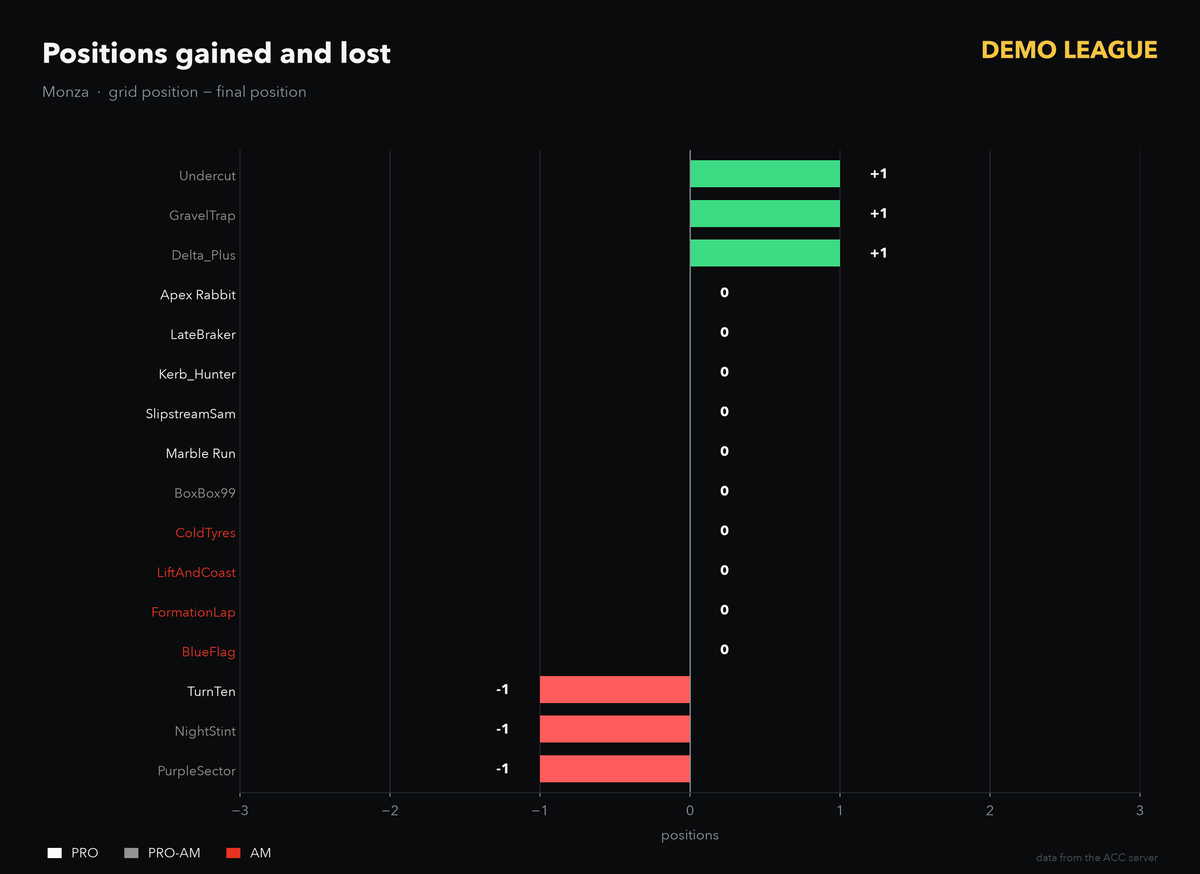 Positions gained and lost
DEMO LEAGUE
Monza · grid position — final position
Undercut +1
GravelTrap +1
Delta_Plus +1
Apex Rabbit 0
LateBraker 0
Kerb_Hunter 0
SlipstreamSam 0
Marble Run 0
BoxBox99 0
ColdTyres 0
LiftAndCoast 0
FormationLap 0
BlueFlag 0
TurnTen -1
NightStint -1
PurpleSector -1
−3 −2 −1 0 1 2 3
positions
PRO PRO-AM AM
data from the ACC server